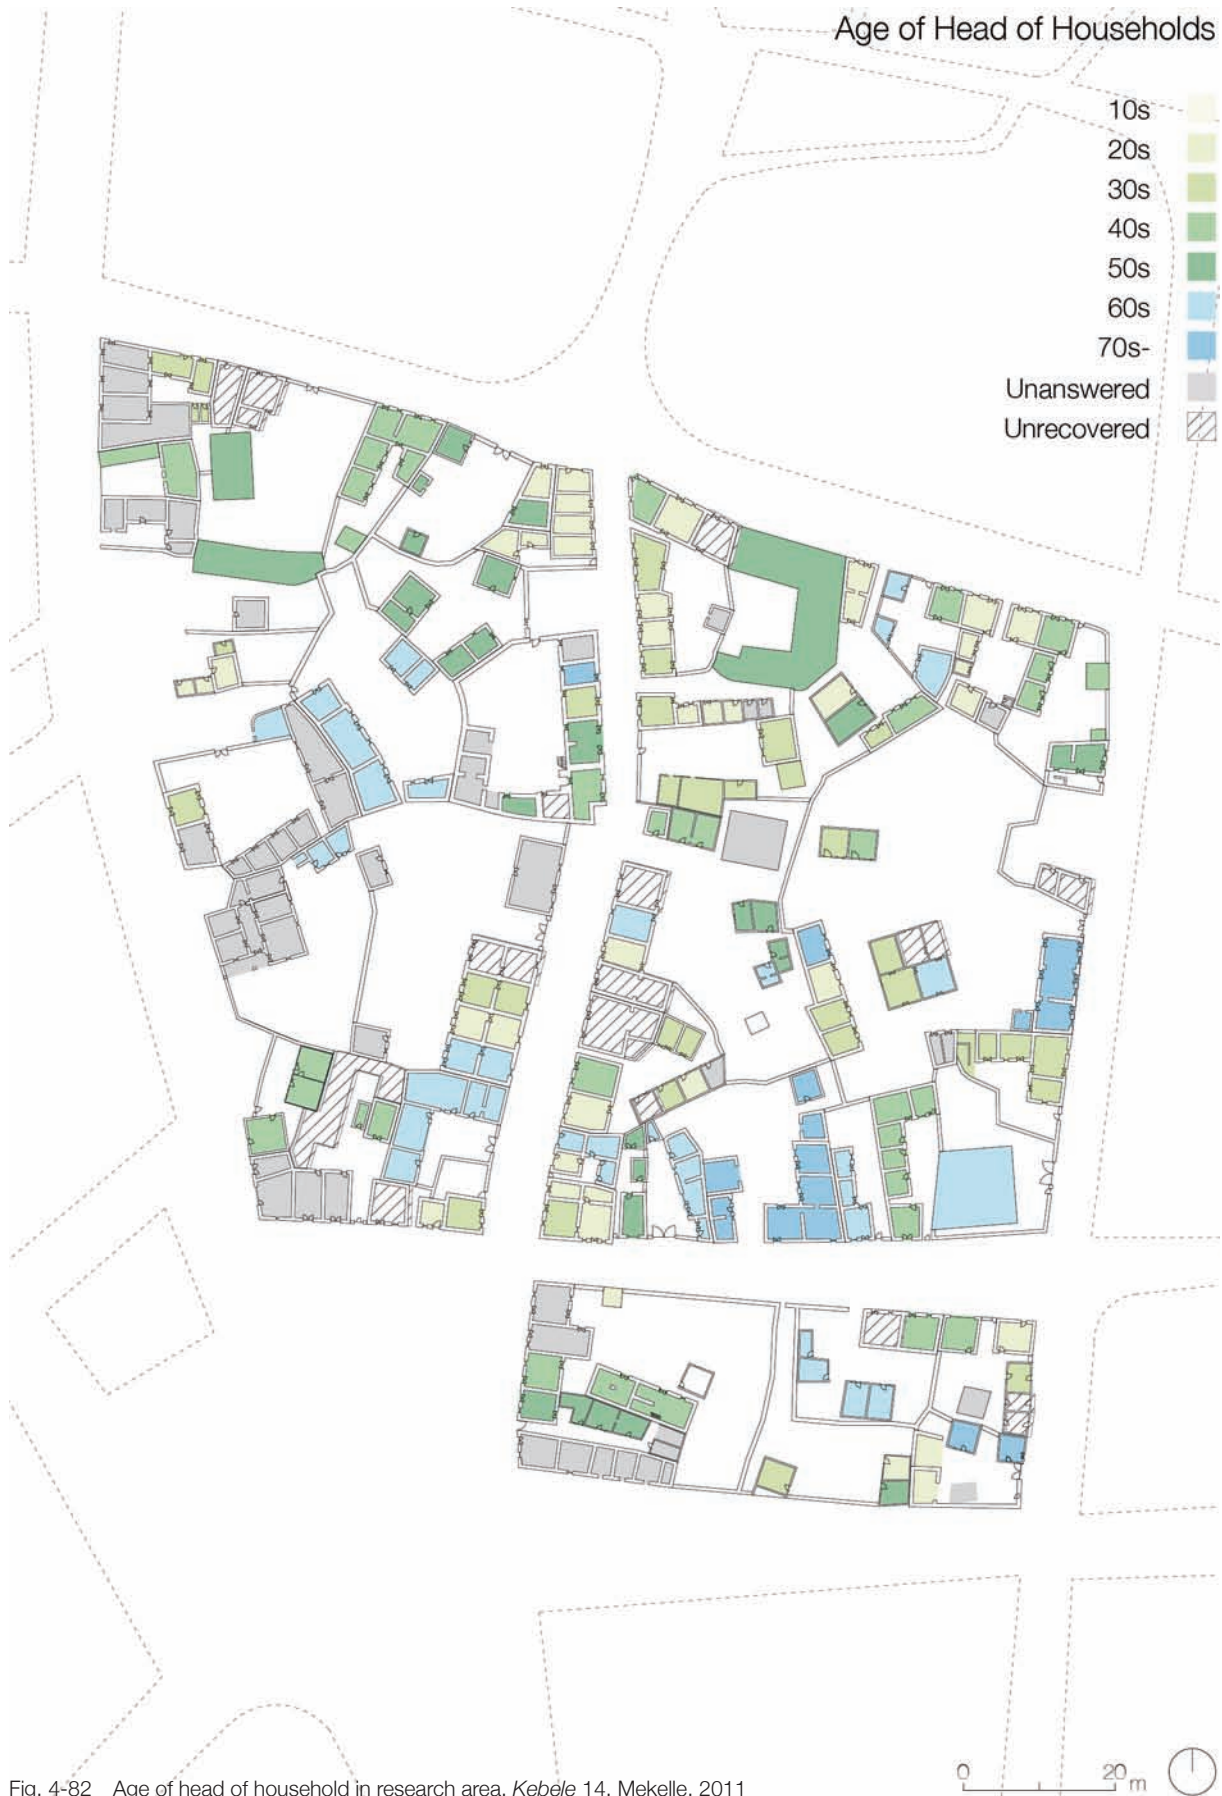 Age of Head of Households
10s
20s
30s
40s
50s
60s
70s-
Unanswered
Unrecovered
0 20 m
Fig. 4-82 Age of head of household in research area, Kebele 14, Mekelle, 2011